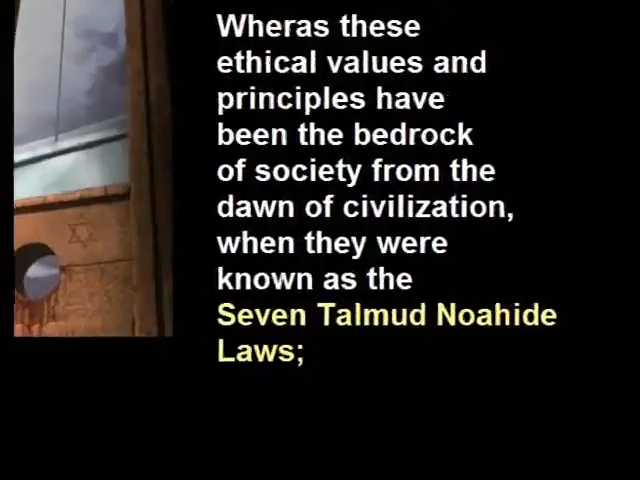 Wheras these
ethical values and
principles have
been the bedrock
of society from the
dawn of civilization,
when they were
known as the
Seven Talmud Noahide
Laws;